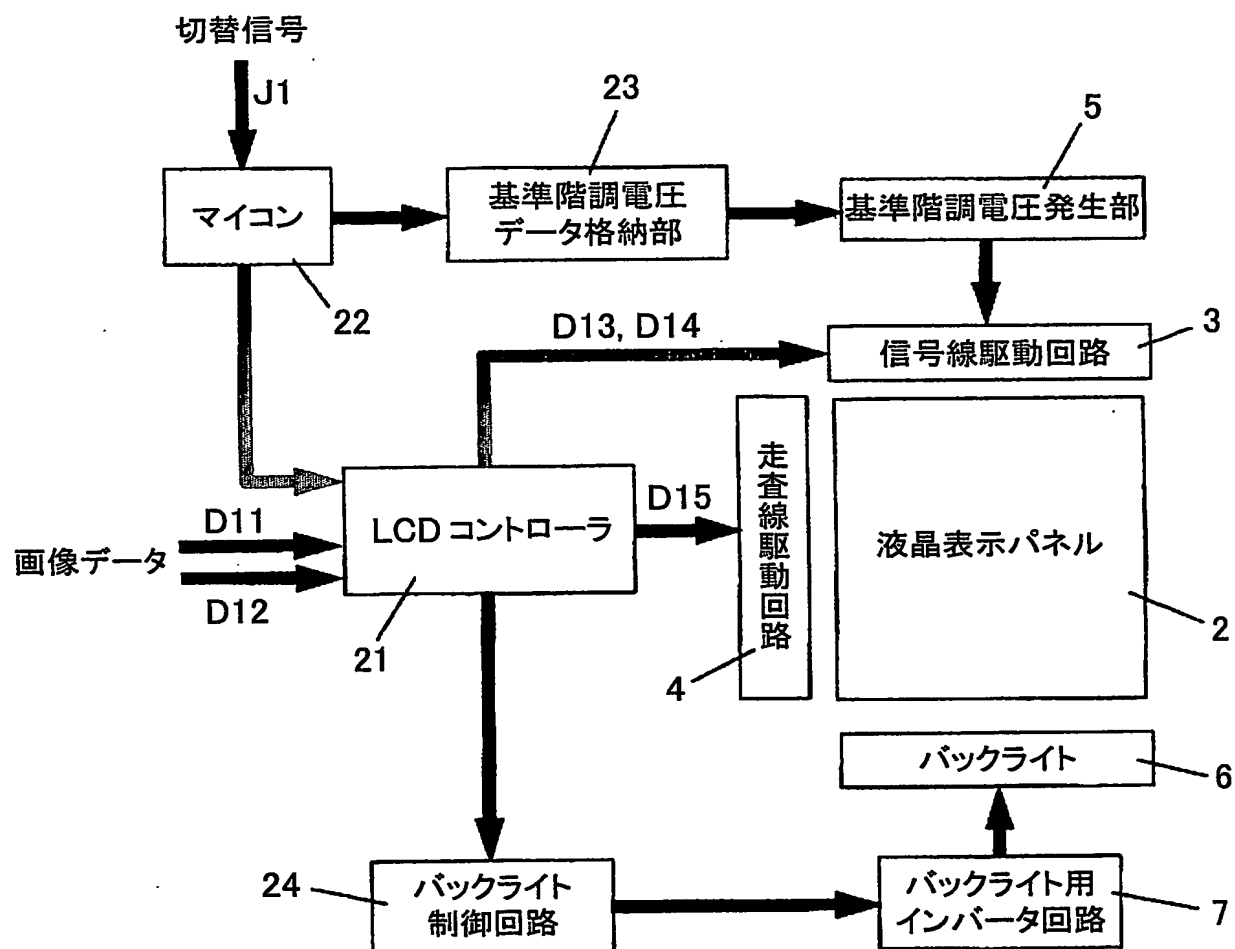 切替信号
J1
23
5
マイコン
基準階調電圧
データ格納部
基準階調電圧発生部
22
D13, D14
3
信号線駆動回路
走査線駆動回路
4
液晶表示パネル
2
LCDコントローラ
D15
D11
画像データ
D12
21
バックライト
6
24
バックライト
制御回路
バックライト用
インバータ回路
7